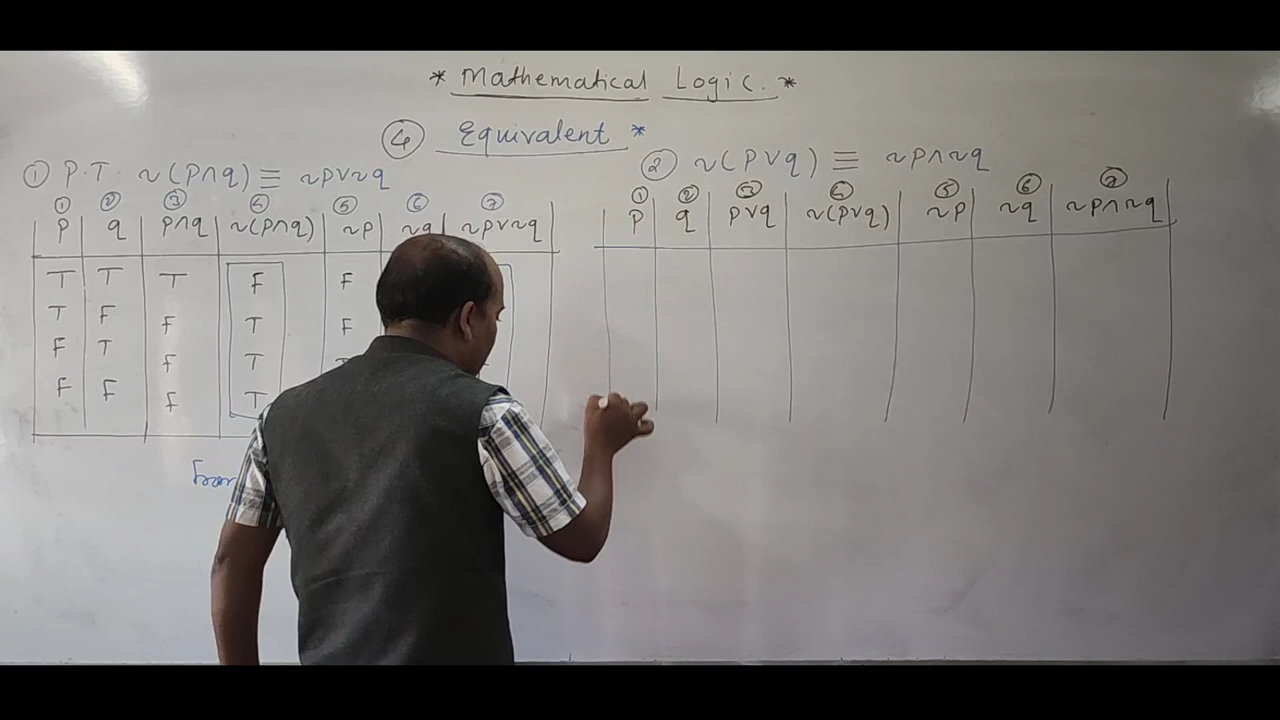 * Mathematical Logic. *
④ Equivalent *
① P.T. ~(p∧q) ≡ ~p∨~q
② ~(p∨q) ≡ ~p∧~q
① ② ③ ④ ⑤ ⑥ ⑦
p q p∧q ~(p∧q) ~p ~q ~p∨~q
T T T F F
T F F T F
F T F T
F F F T
① ② ③ ④ ⑤ ⑥ ⑦
p q p∨q ~(p∨q) ~p ~q ~p∧~q